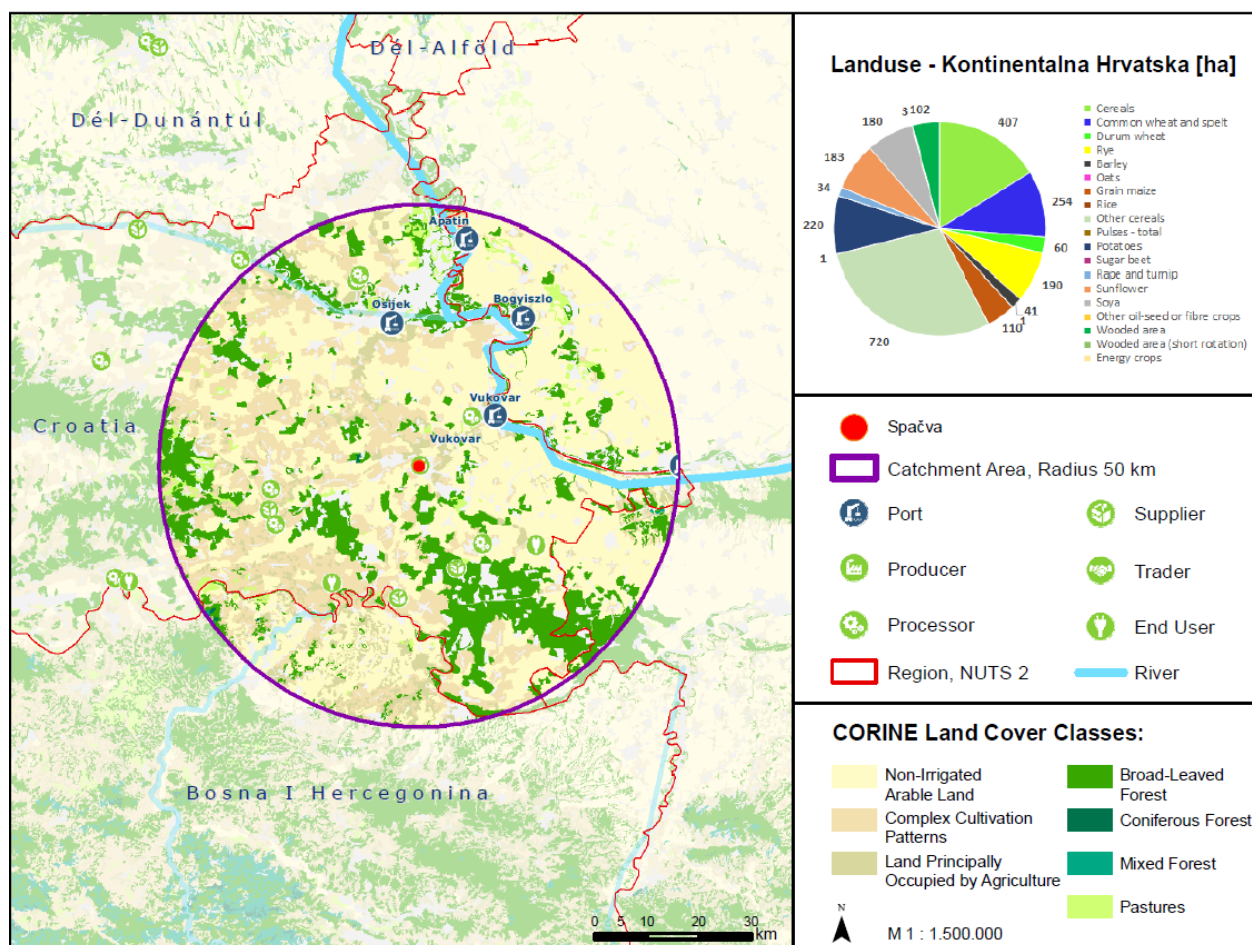 Dél-Alföld
Dél-Dunántúl
Apatin
Osijek
Bogyiszlo
Vukovar
Vukovar
Croatia
Bosna I Hercegonina
0 5 10 20 30
km
Landuse - Kontinentalna Hrvatska [ha]
3 102
180
183
34
220
1
720
407
254
60
190
41
1
110
Cereals
Common wheat and spelt
Durum wheat
Rye
Barley
Oats
Grain maize
Rice
Other cereals
Pulses - total
Potatoes
Sugar beet
Rape and turnip
Sunflower
Soya
Other oil-seed or fibre crops
Wooded area
Wooded area (short rotation)
Energy crops
Spačva
Catchment Area, Radius 50 km
Port
Supplier
Producer
Trader
Processor
End User
Region, NUTS 2
River
CORINE Land Cover Classes:
Non-Irrigated
Arable Land
Complex Cultivation
Patterns
Land Principally
Occupied by Agriculture
Broad-Leaved
Forest
Coniferous Forest
Mixed Forest
Pastures
N
M 1 : 1.500.000